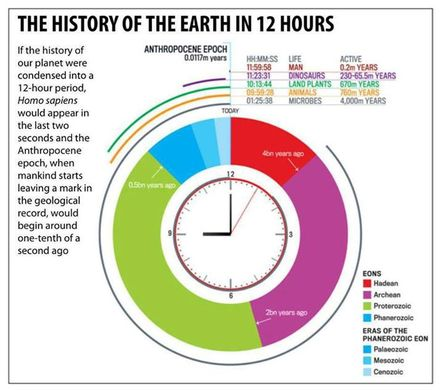 THE HISTORY OF THE EARTH IN 12 HOURS
If the history of
our planet were
condensed into a
12-hour period,
Homo sapiens
would appear in
the last two
seconds and the
Anthropocene
epoch, when
mankind starts
leaving a mark in
the geological
record, would
begin around
one-tenth of a
second ago
ANTHROPOCENE EPOCH
0.0117m YEARS
HH:MM:SS LIFE ACTIVE
11:59:58 MAN 0.2m YEARS
11:23:31 DINOSAURS 230-65.5m YEARS
10:13:44 LAND PLANTS 670m YEARS
09:59:28 ANIMALS 760m YEARS
01:25:38 MICROBES 4,000m YEARS
TODAY
4bn years ago
0.5bn years ago
2bn years ago
12
3
6
9
EONS
Hadean
Archean
Proterozoic
Phanerozoic
ERAS OF THE
PHANEROZOIC EON
Palaeozoic
Mesozoic
Cenozoic